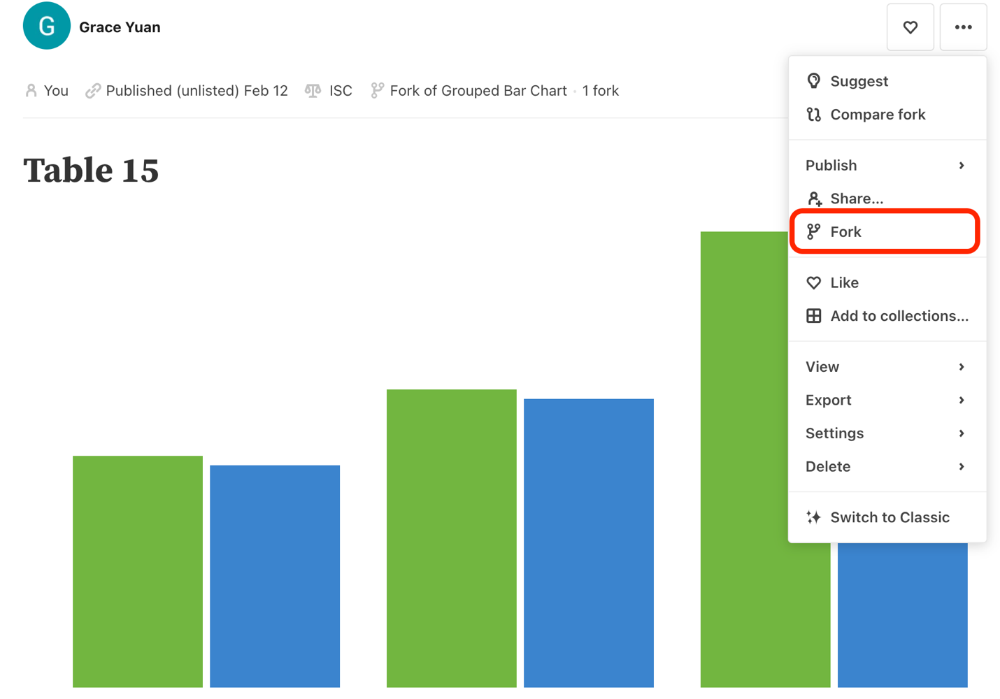 G
Grace Yuan
You Published (unlisted) Feb 12 ISC Fork of Grouped Bar Chart · 1 fork
Table 15
Suggest
Compare fork
Publish
Share...
Fork
Like
Add to collections...
View
Export
Settings
Delete
Switch to Classic